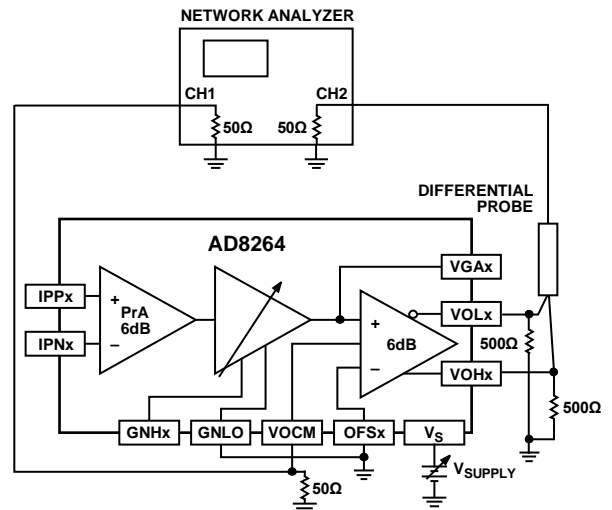 NETWORK ANALYZER
CH1
CH2
50Ω
50Ω
DIFFERENTIAL
PROBE
AD8264
VGAx
IPPx
+
PrA
6dB
–
IPNx
+
6dB
–
VOLx
500Ω
VOHx
500Ω
GNHx
GNLO
VOCM
OFSx
VS
VSUPPLY
50Ω